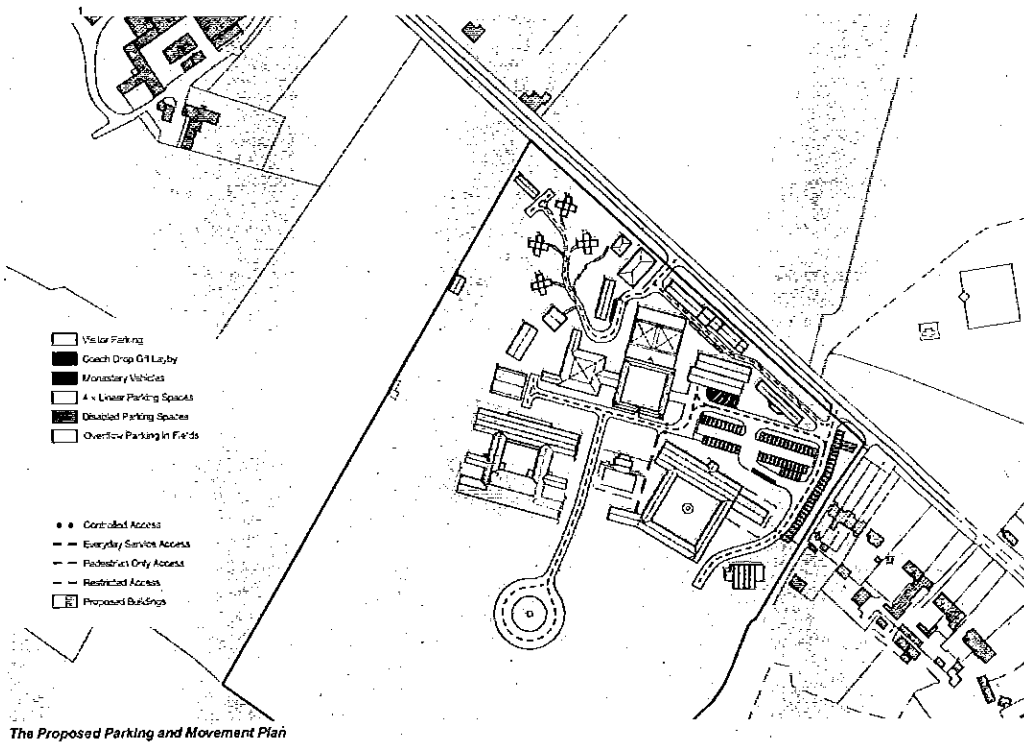 Visitor Parking
Coach Drop Off Layby
Monastery Vehicles
4 x Linear Parking Spaces
Disabled Parking Spaces
Overflow Parking in Fields
Controlled Access
Everyday Service Access
Pedestrian Only Access
Restricted Access
Proposed Buildings
The Proposed Parking and Movement Plan